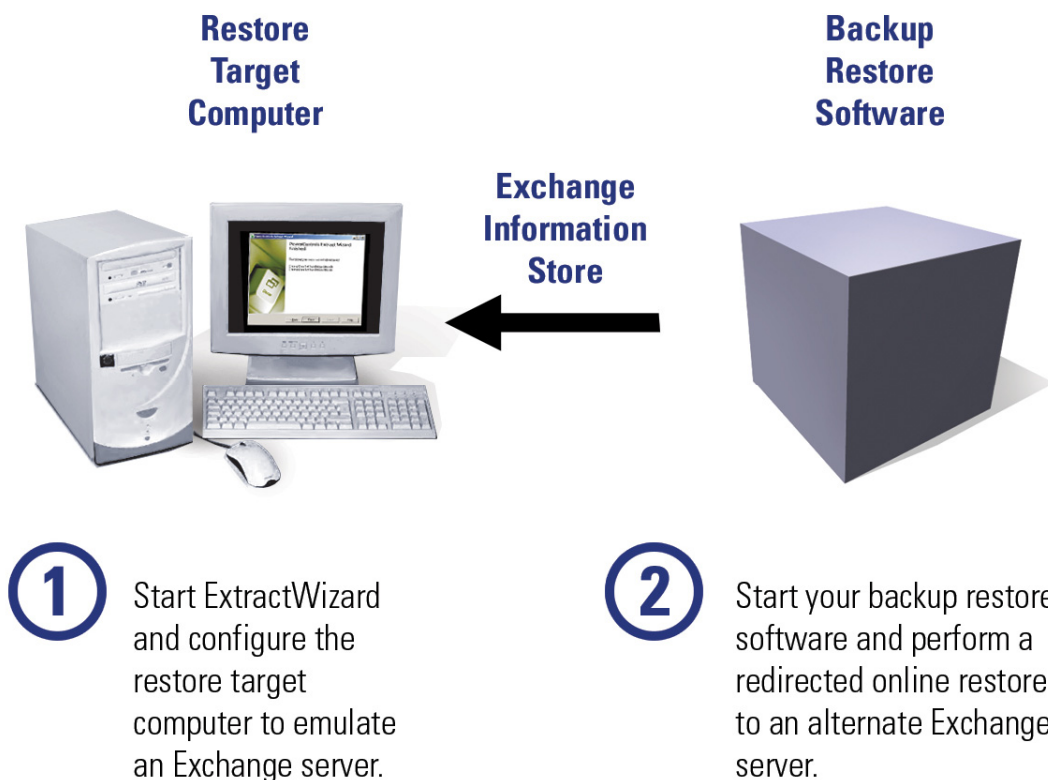 Restore
Target
Computer
Backup
Restore
Software
Exchange
Information
Store
1
Start ExtractWizard
and configure the
restore target
computer to emulate
an Exchange server.
2
Start your backup restore
software and perform a
redirected online restore
to an alternate Exchange
server.